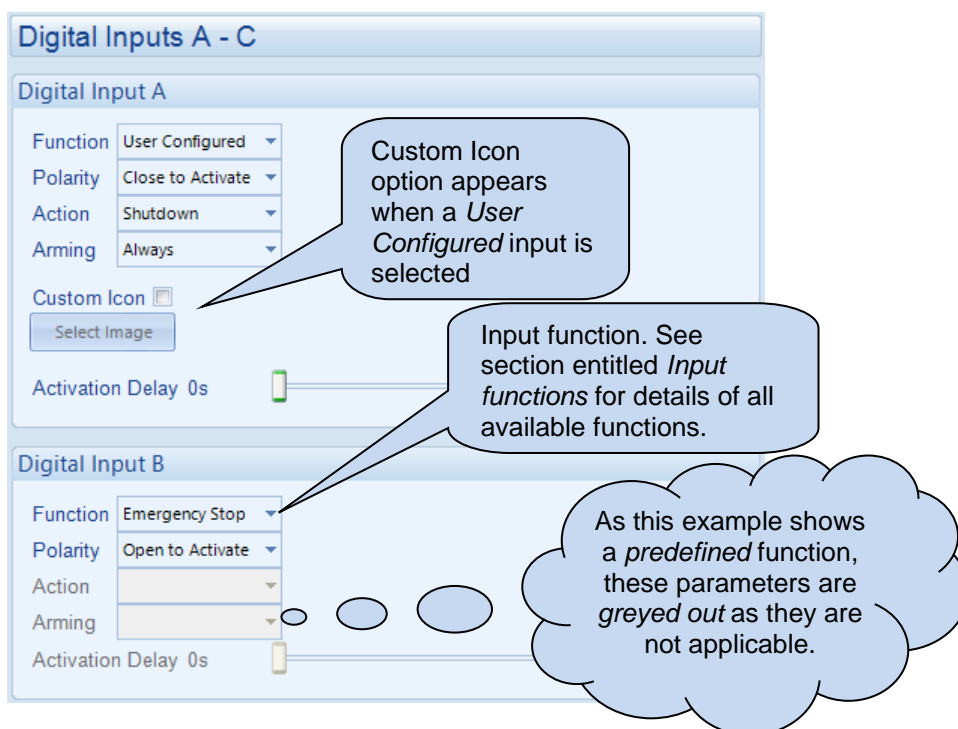 Digital Inputs A - C
Digital Input A
Function User Configured
Polarity Close to Activate
Action Shutdown
Arming Always
Custom Icon
Select Image
Activation Delay 0s
Custom Icon
option appears
when a User
Configured input is
selected
Input function. See
section entitled Input
functions for details of all
available functions.
Digital Input B
Function Emergency Stop
Polarity Open to Activate
Action
Arming
Activation Delay 0s
As this example shows
a predefined function,
these parameters are
greyed out as they are
not applicable.